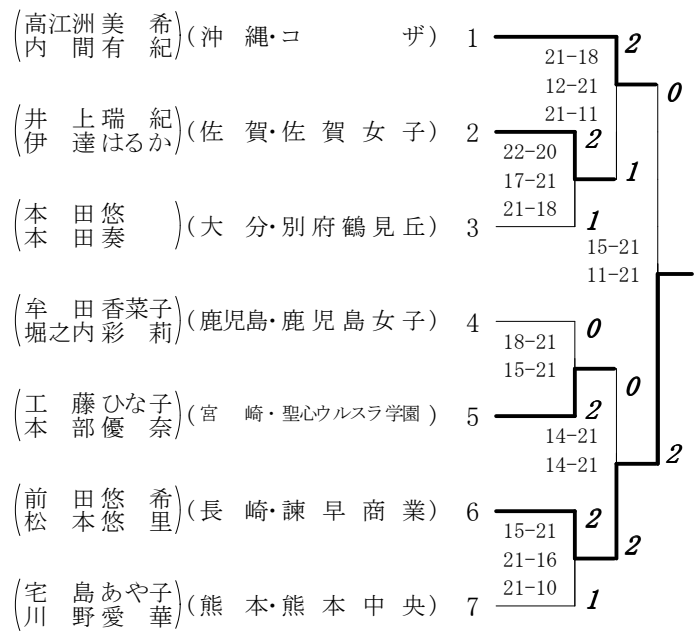 高江洲 美 希
内 間 有 紀 (沖 縄・コ ザ) 1
2
21-18
12-21
21-11
0
井 上 瑞 紀
伊 達 はるか (佐 賀・佐 賀 女 子) 2
2
22-20
17-21
21-18
1
本 田 悠
本 田 奏 (大 分・別 府 鶴 見 丘) 3
1
15-21
11-21
牟 田 香菜子
堀之内 彩 莉 (鹿児島・鹿 児 島 女 子) 4
0
18-21
15-21
0
工 藤 ひな子
本 部 優 奈 (宮 崎・聖心ウルスラ学園) 5
2
14-21
14-21
2
前 田 悠 希
松 本 悠 里 (長 崎・諫 早 商 業) 6
2
15-21
21-16
21-10
2
宅 島 あや子
川 野 愛 華 (熊 本・熊 本 中 央) 7
1